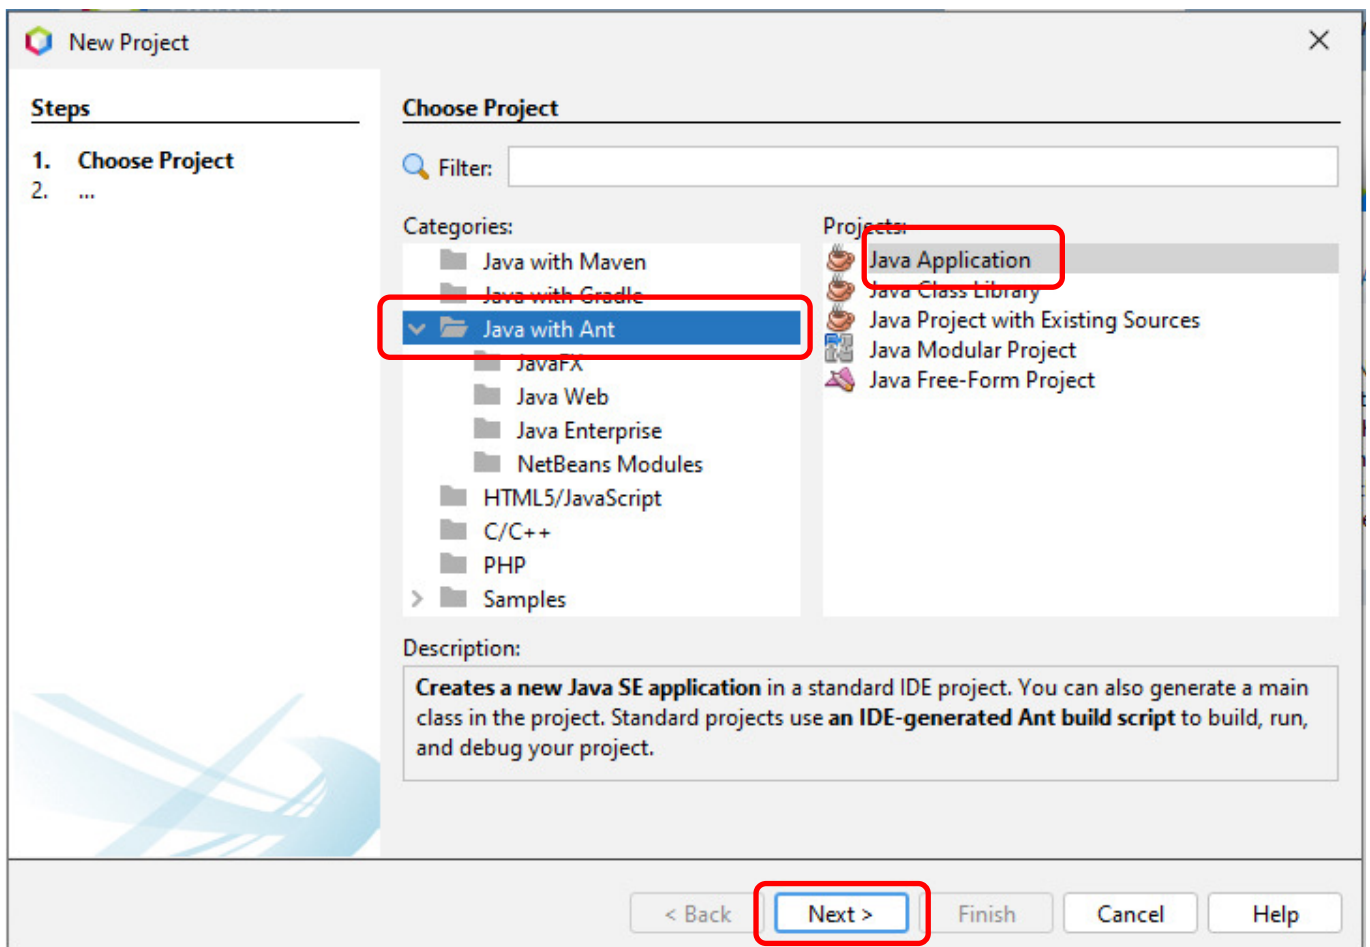 New Project
Steps
1. Choose Project
2. ...
Choose Project
Filter:
Categories:
Java with Maven
Java with Gradle
Java with Ant
JavaFX
Java Web
Java Enterprise
NetBeans Modules
HTML5/JavaScript
C/C++
PHP
Samples
Projects:
Java Application
Java Class Library
Java Project with Existing Sources
Java Modular Project
Java Free-Form Project
Description:
Creates a new Java SE application in a standard IDE project. You can also generate a main
class in the project. Standard projects use an IDE-generated Ant build script to build, run,
and debug your project.
< Back
Next >
Finish
Cancel
Help